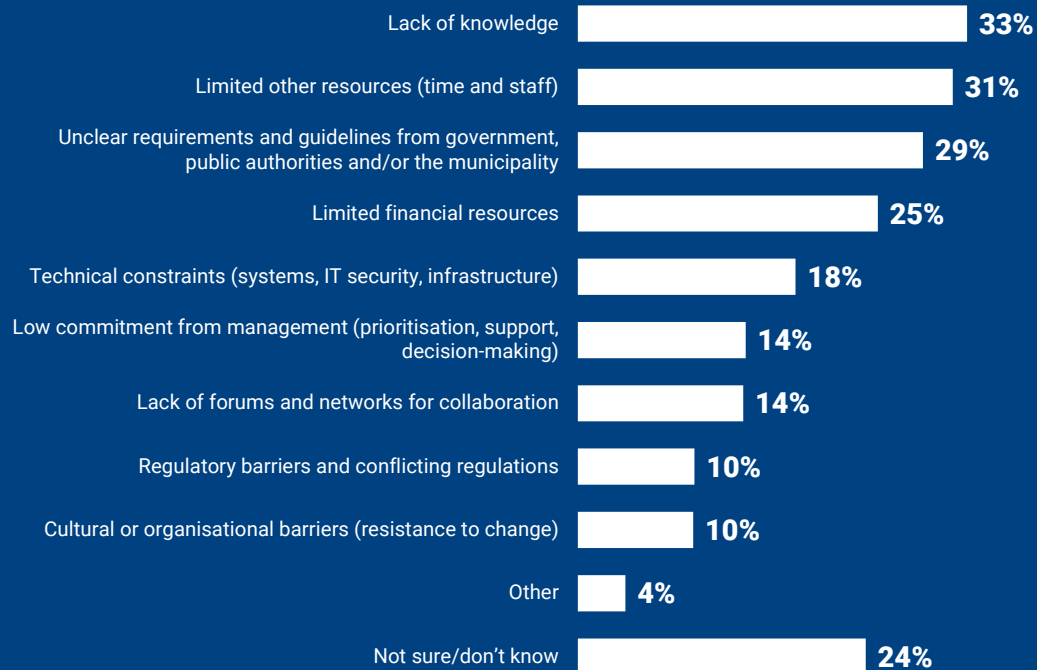 Lack of knowledge 33%
Limited other resources (time and staff) 31%
Unclear requirements and guidelines from government,
public authorities and/or the municipality 29%
Limited financial resources 25%
Technical constraints (systems, IT security, infrastructure) 18%
Low commitment from management (prioritisation, support,
decision-making) 14%
Lack of forums and networks for collaboration 14%
Regulatory barriers and conflicting regulations 10%
Cultural or organisational barriers (resistance to change) 10%
Other 4%
Not sure/don’t know 24%